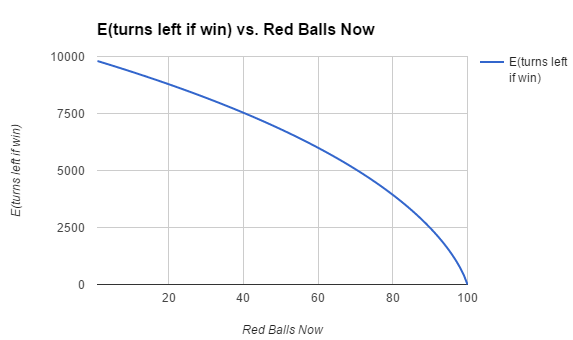 E(turns left if win) vs. Red Balls Now
10000
7500
5000
2500
0
E(turns left if win)
20 40 60 80 100
Red Balls Now
E(turns left
if win)